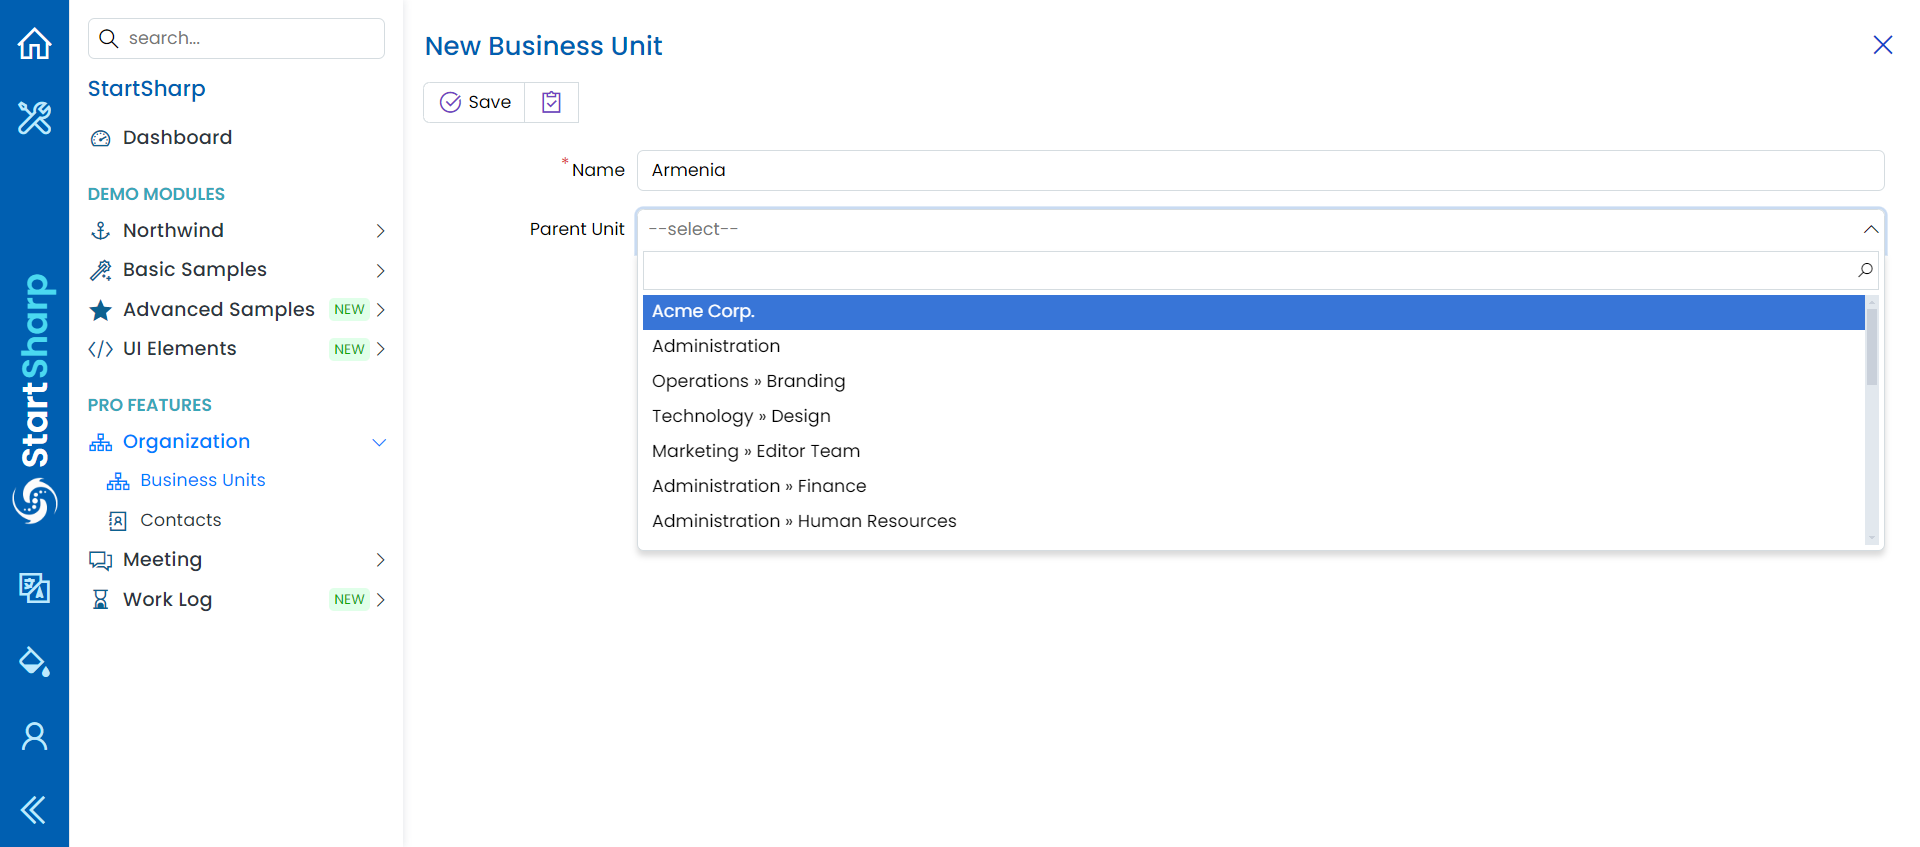 search...
StartSharp
Dashboard
DEMO MODULES
Northwind
Basic Samples
Advanced Samples NEW
UI Elements NEW
PRO FEATURES
Organization
Business Units
Contacts
Meeting
Work Log NEW
StartSharp
New Business Unit
Save
* Name Armenia
Parent Unit --select--
Acme Corp.
Administration
Operations » Branding
Technology » Design
Marketing » Editor Team
Administration » Finance
Administration » Human Resources